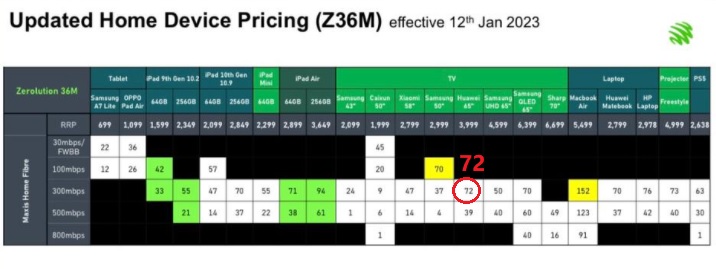 Updated Home Device Pricing (Z36M) effective 12th Jan 2023
Zerolution 36M
Tablet iPad 9th Gen 10.2 iPad 10th Gen 10.9 iPad Mini iPad Air TV Laptop Projector PS5
Samsung A7 Lite OPPO Pad Air 64GB 256GB 64GB 256GB 64GB 64GB 256GB Samsung 43" Caixun 50" Xiaomi 58" Samsung 50" Huawei 65" Samsung UHD 65" Samsung QLED 65" Sharp 70" Macbook Air Huawei Matebook HP Laptop Freestyle
RRP 699 1,099 1,599 2,349 2,099 2,849 2,299 2,899 3,649 2,099 1,999 2,799 2,999 3,999 4,599 6,399 6,699 5,499 2,799 2,978 4,999 2,638
Maxis Home Fibre
30mbps/ FWBB 22 36 45
72
100mbps 12 26 42 57 20 70
300mbps 33 55 47 70 55 71 94 24 9 47 37 72 50 70 152 70 76 73 63
500mbps 21 14 37 22 38 61 1 6 14 4 39 40 60 49 123 37 42 40 30
800mbps 1 40 16 91 1